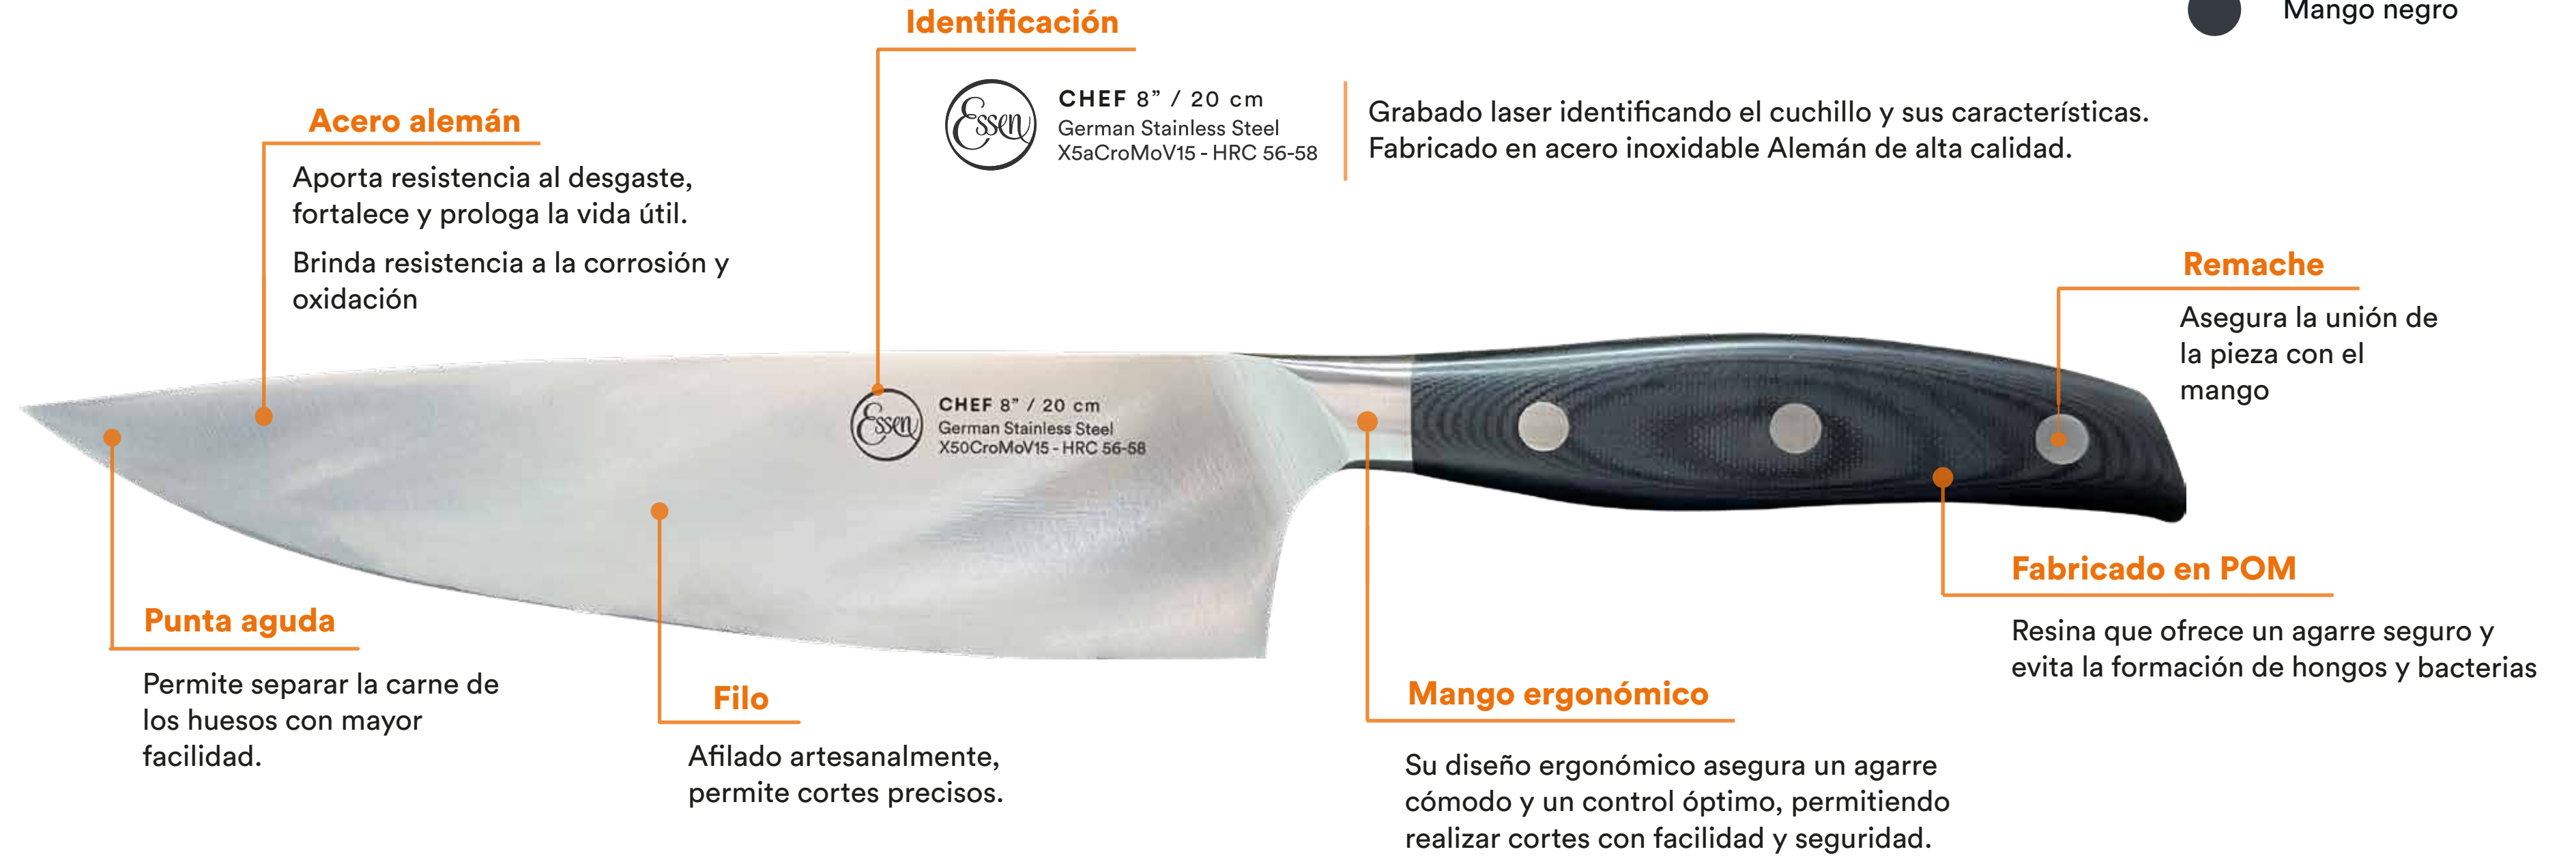 Identificación
Mango negro
Essen
CHEF 8” / 20 cm
German Stainless Steel
X5aCroMoV15 - HRC 56-58
Grabado laser identificando el cuchillo y sus características.
Fabricado en acero inoxidable Alemán de alta calidad.
Acero alemán
Aporta resistencia al desgaste,
fortalece y prologa la vida útil.
Brinda resistencia a la corrosión y
oxidación
Remache
Asegura la unión de
la pieza con el
mango
Essen
CHEF 8” / 20 cm
German Stainless Steel
X50CroMoV15 - HRC 56-58
Punta aguda
Permite separar la carne de
los huesos con mayor
facilidad.
Filo
Afilado artesanalmente,
permite cortes precisos.
Mango ergonómico
Su diseño ergonómico asegura un agarre
cómodo y un control óptimo, permitiendo
realizar cortes con facilidad y seguridad.
Fabricado en POM
Resina que ofrece un agarre seguro y
evita la formación de hongos y bacterias